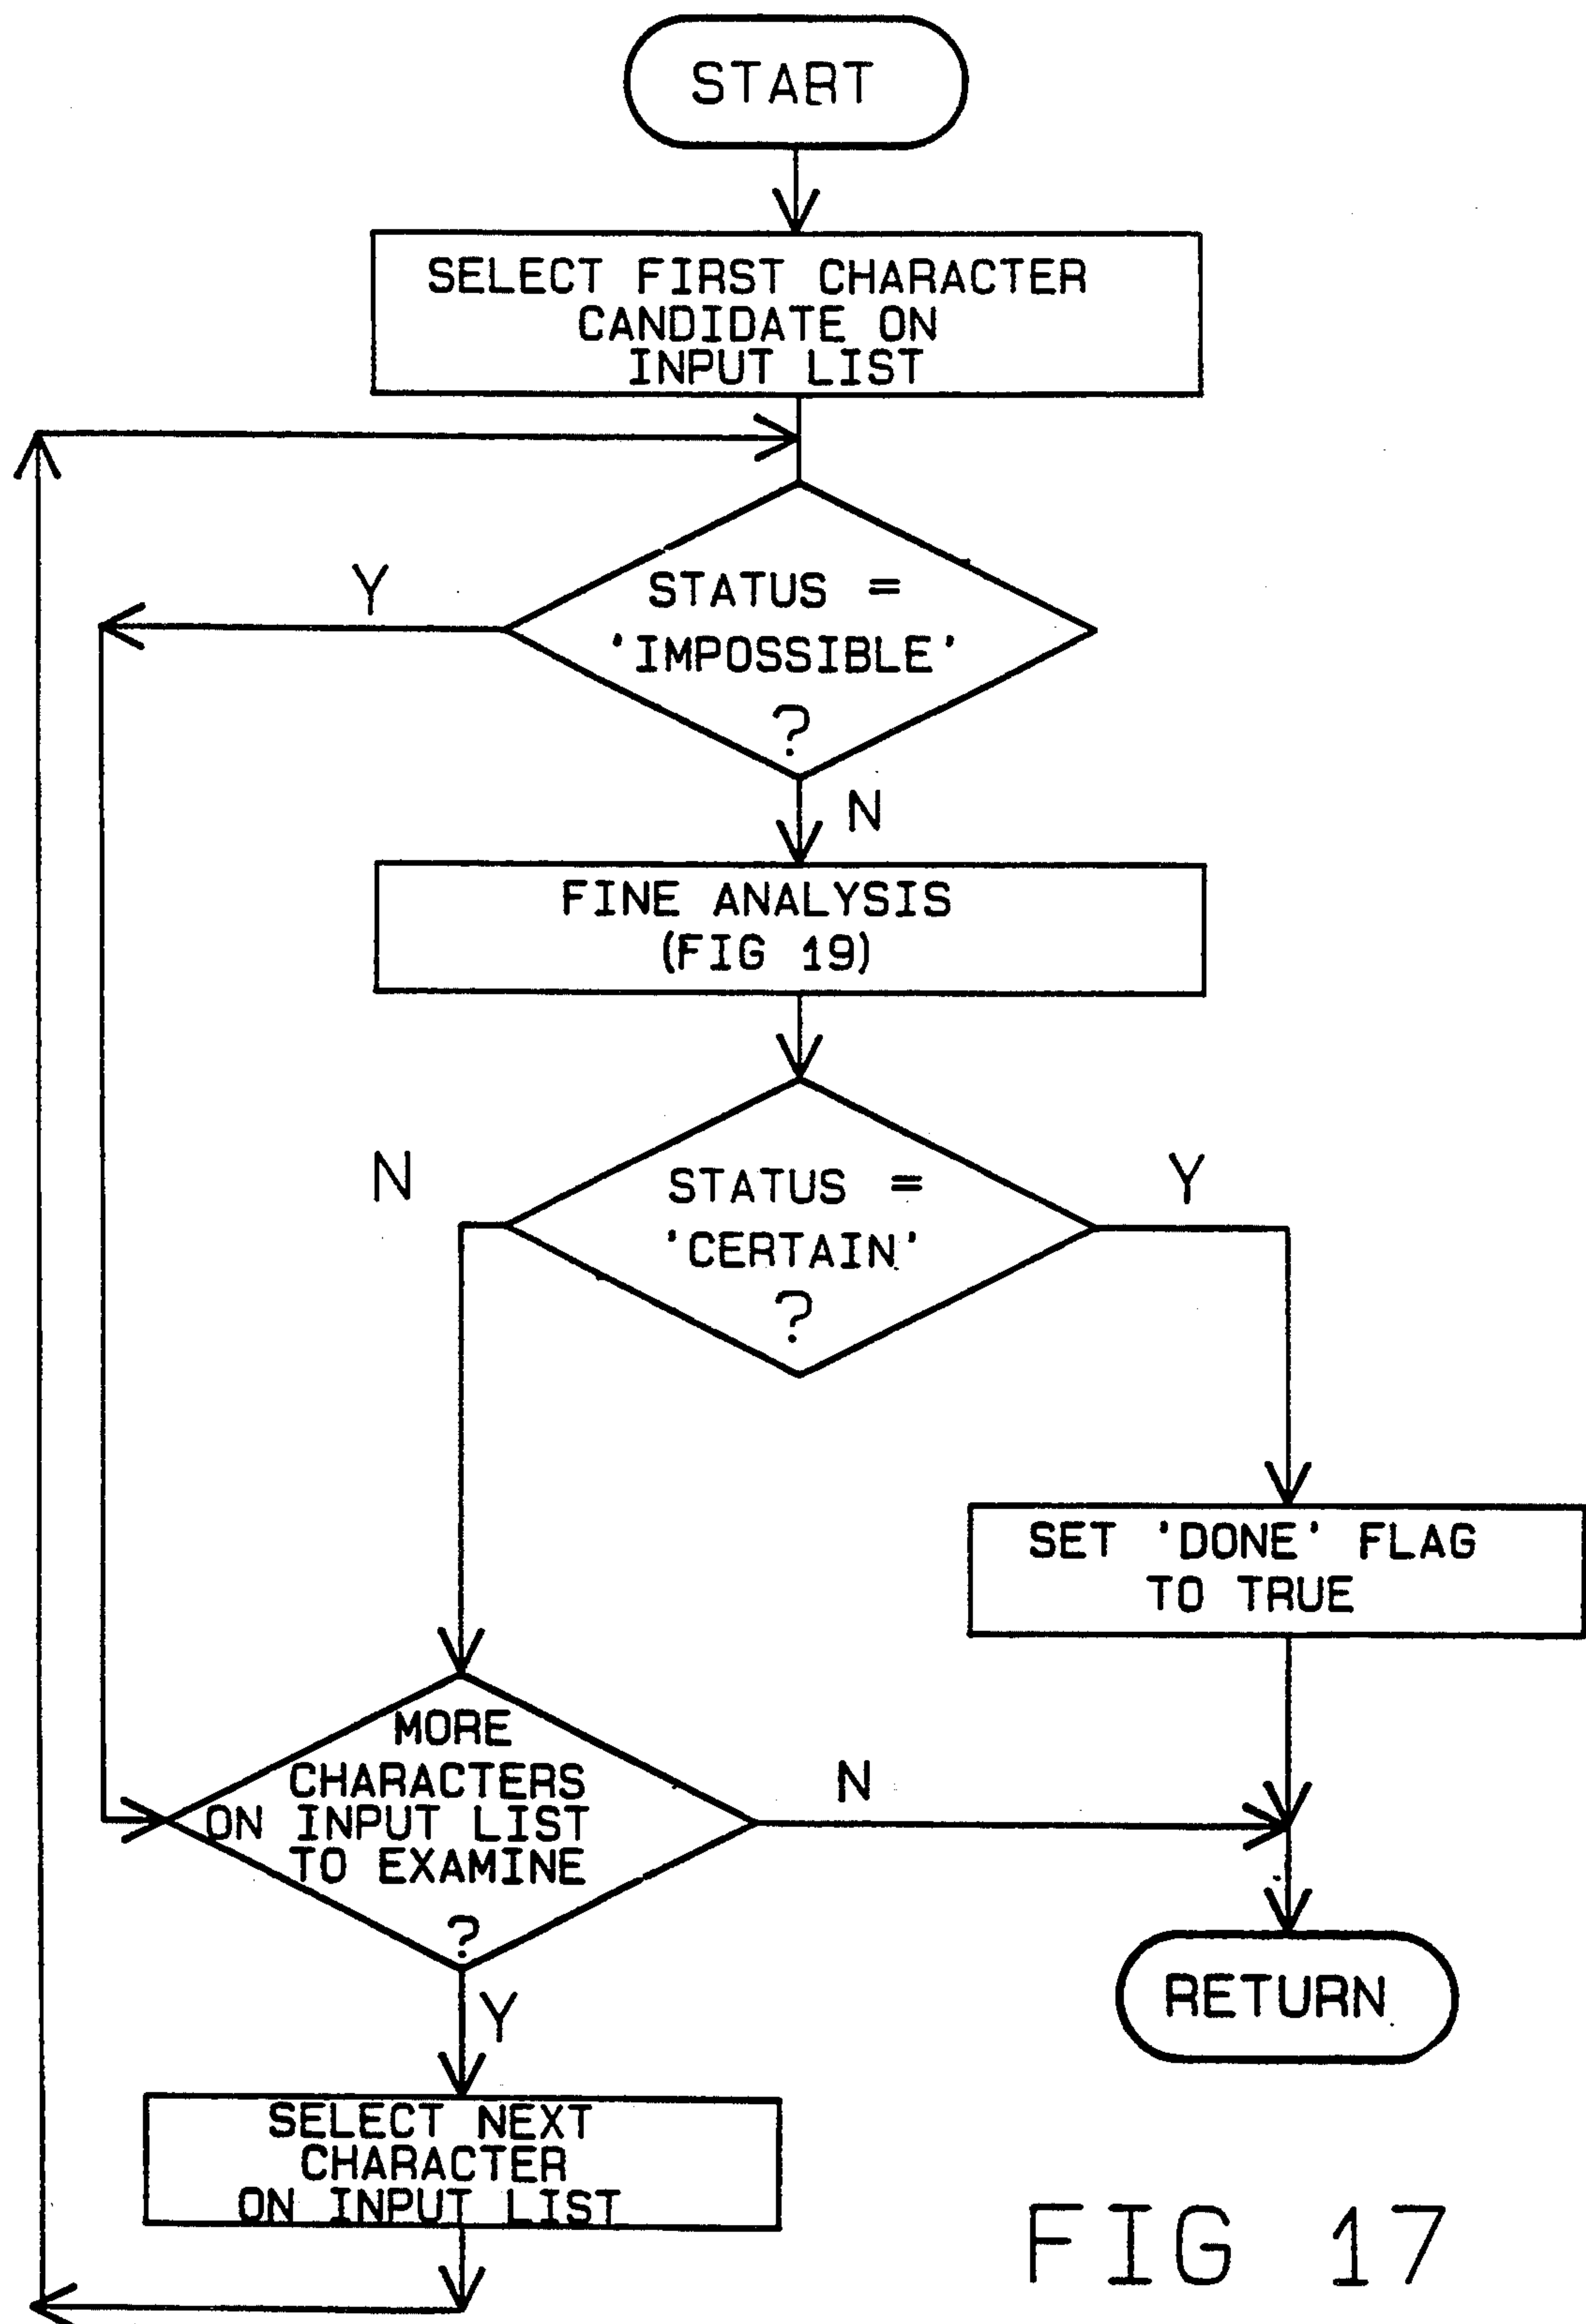 START
SELECT FIRST CHARACTER
CANDIDATE ON
INPUT LIST
Y
STATUS =
'IMPOSSIBLE'
?
N
FINE ANALYSIS
(FIG 19)
N
STATUS =
'CERTAIN'
?
Y
SET 'DONE' FLAG
TO TRUE
MORE
CHARACTERS
ON INPUT LIST
TO EXAMINE
?
N
Y
RETURN
SELECT NEXT
CHARACTER
ON INPUT LIST
FIG 17